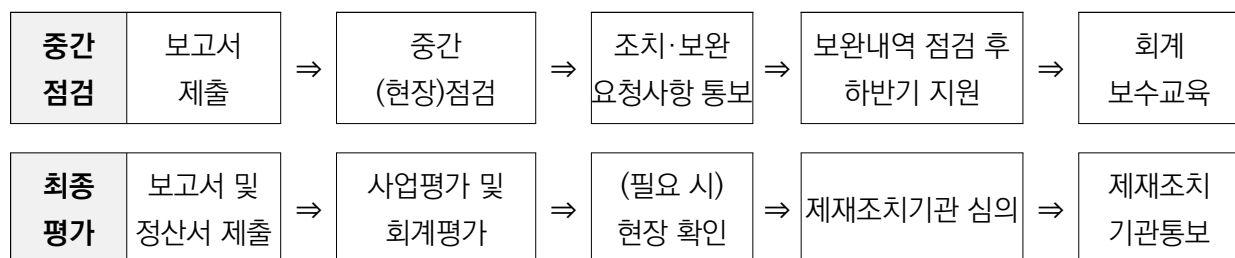 중간
점검
보고서
제출
⇒
중간
(현장)점검
⇒
조치·보완
요청사항 통보
⇒
보완내역 점검 후
하반기 지원
⇒
회계
보수교육
최종
평가
보고서 및
정산서 제출
⇒
사업평가 및
회계평가
⇒
(필요 시)
현장 확인
⇒
제재조치기관 심의
⇒
제재조치
기관통보